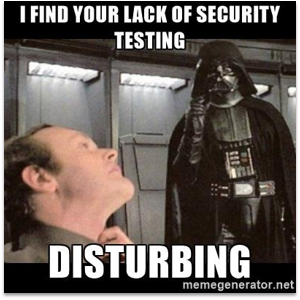 I FIND YOUR LACK OF SECURITY
TESTING
DISTURBING
memegenerator.net